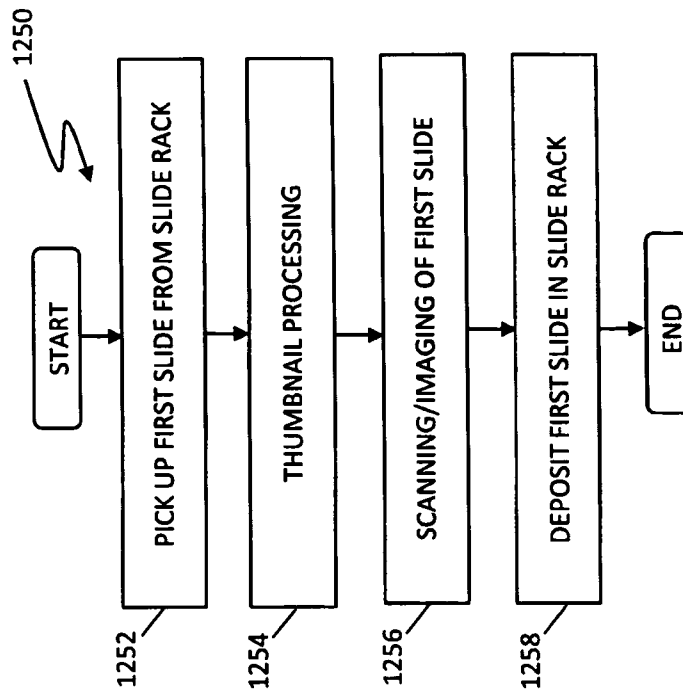 1250
START
1252
PICK UP FIRST SLIDE FROM SLIDE RACK
1254
THUMBNAIL PROCESSING
1256
SCANNING/IMAGING OF FIRST SLIDE
1258
DEPOSIT FIRST SLIDE IN SLIDE RACK
END